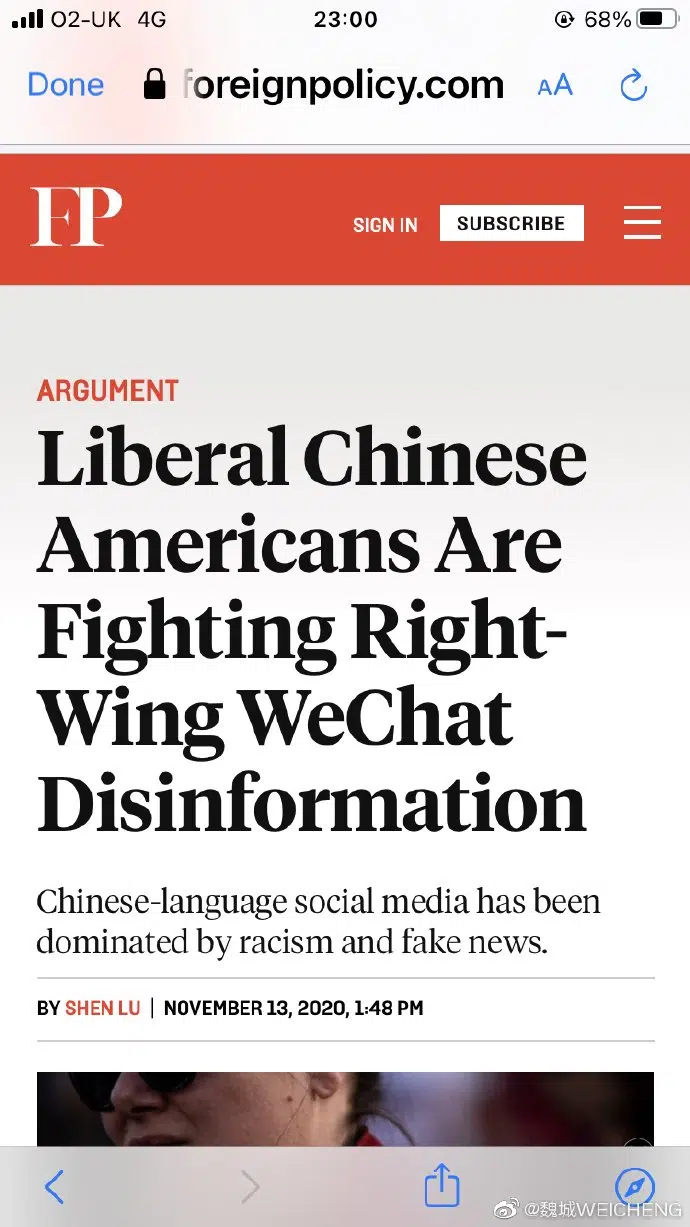 O2-UK 4G 23:00 68%
Done foreignpolicy.com AA
FP SIGN IN SUBSCRIBE
ARGUMENT
Liberal Chinese
Americans Are
Fighting Right-
Wing WeChat
Disinformation
Chinese-language social media has been
dominated by racism and fake news.
BY SHEN LU | NOVEMBER 13, 2020, 1:48 PM
@魏城WEICHENG